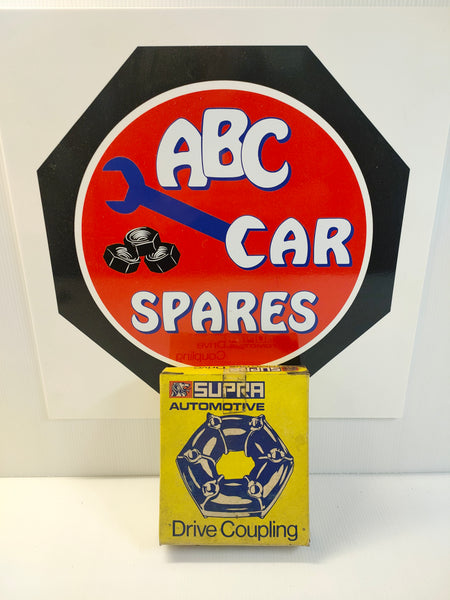 ABC
CAR
SPARES
SUPRA
AUTOMOTIVE
Drive Coupling